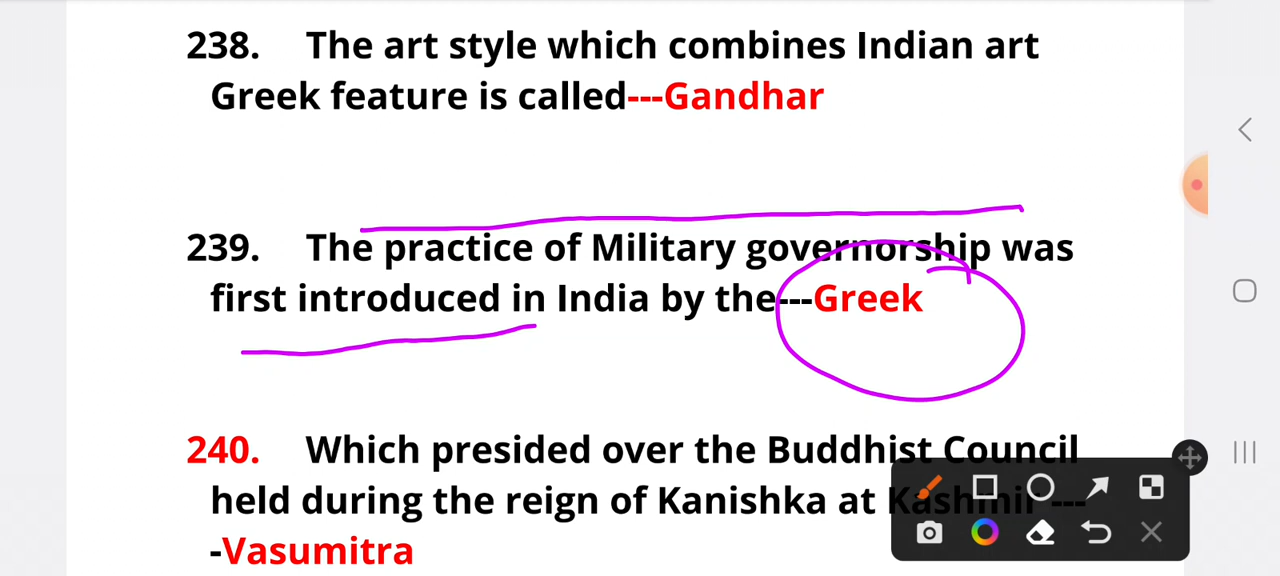 238. The art style which combines Indian art
Greek feature is called---Gandhar
239. The practice of Military governorship was
first introduced in India by the---Greek
240. Which presided over the Buddhist Council
held during the reign of Kanishka at Kashmir ---
-Vasumitra